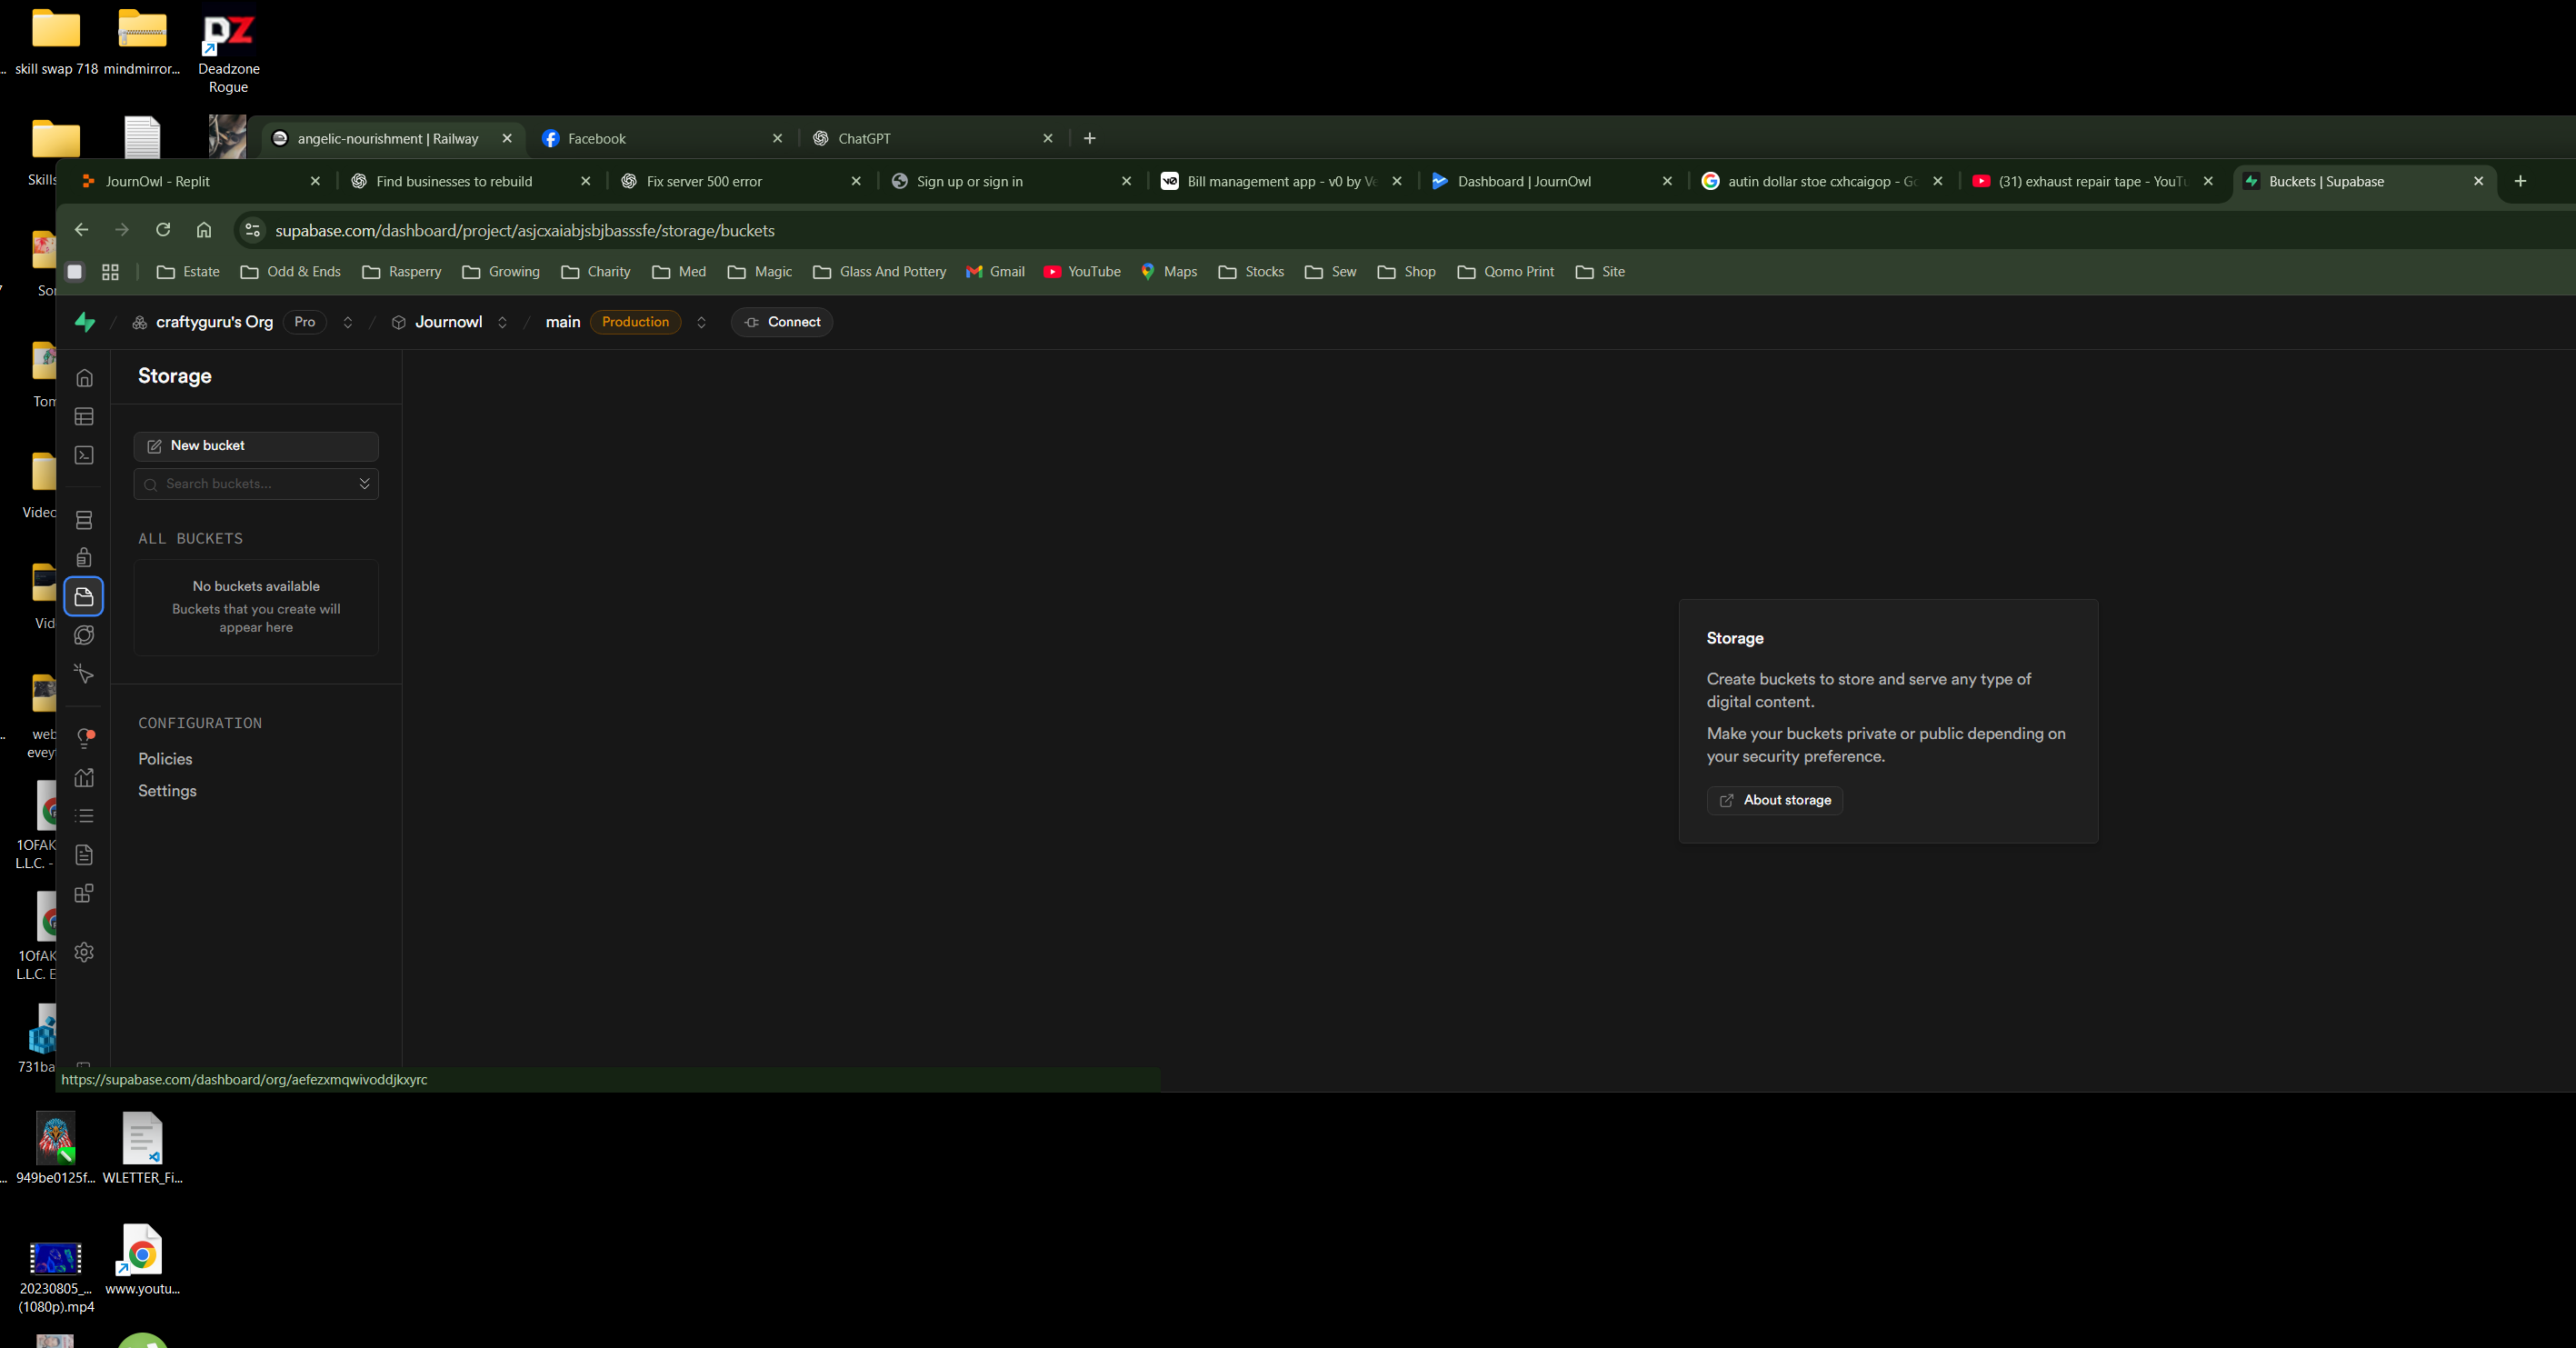 skill swap 718
mindmirror...
Deadzone
Rogue
angelic-nourishment | Railway
Facebook
ChatGPT
Skills
JournOwl - Replit
Find businesses to rebuild
Fix server 500 error
Sign up or sign in
Bill management app - v0 by Ve
Dashboard | JournOwl
autin dollar stoe cxhcaigop - Go
(31) exhaust repair tape - YouTu
Buckets | Supabase
supabase.com/dashboard/project/asjcxaiabjsbjbasssfe/storage/buckets
Estate
Odd & Ends
Rasperry
Growing
Charity
Med
Magic
Glass And Pottery
Gmail
YouTube
Maps
Stocks
Sew
Shop
Qomo Print
Site
craftyguru's Org
Pro
Journowl
main
Production
Connect
Storage
New bucket
Search buckets...
ALL BUCKETS
No buckets available
Buckets that you create will
appear here
CONFIGURATION
Policies
Settings
Storage
Create buckets to store and serve any type of
digital content.
Make your buckets private or public depending on
your security preference.
About storage
Vid
web
1OFAK
L.L.C. -
1OfAK
L.L.C. E
731ba
https://supabase.com/dashboard/org/aefezxmqwivoddjkxyrc
949be0125f...
WLETTER_Fi...
20230805_...
(1080p).mp4
www.youtu...